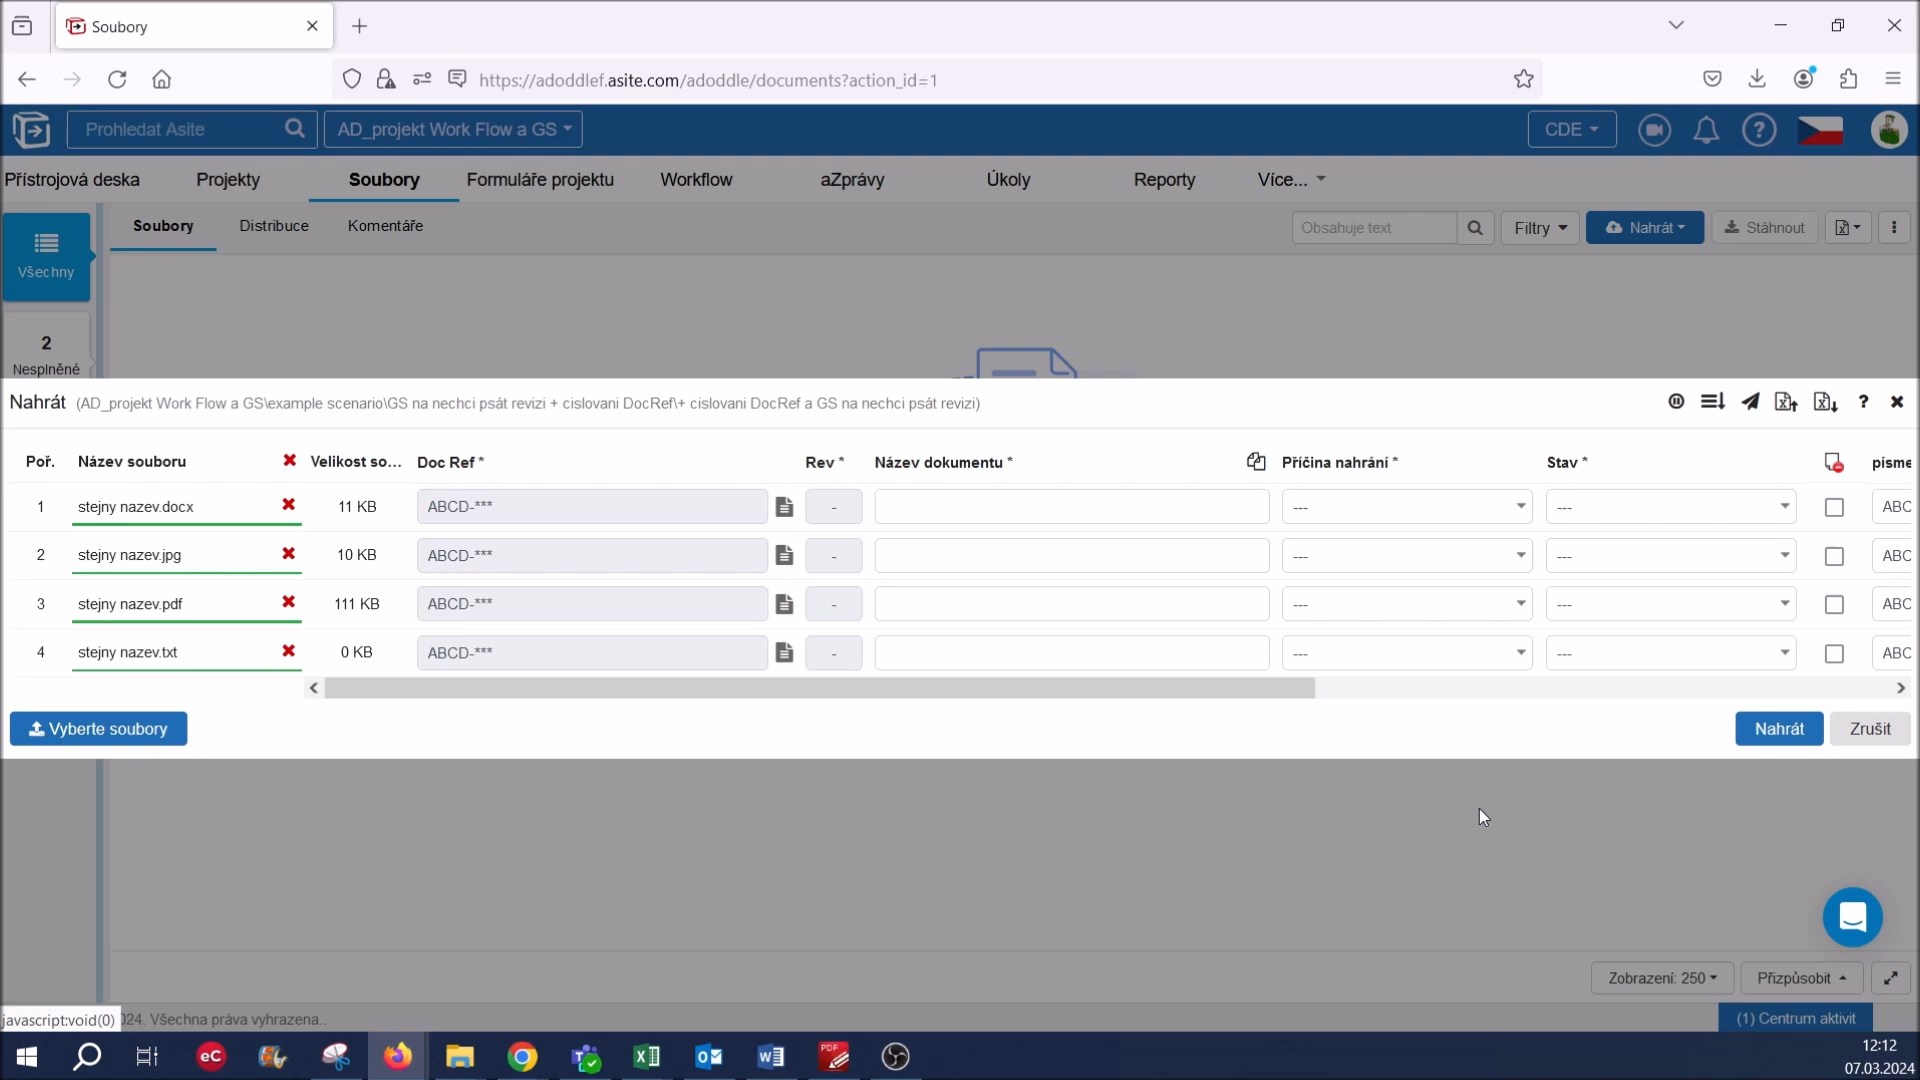 Soubory
https://adoddlef.asite.com/adoddle/documents?action_id=1
Prohledat Asite
AD_projekt Work Flow a GS
CDE
Přístrojová deska
Projekty
Soubory
Formuláře projektu
Workflow
aZprávy
Úkoly
Reporty
Více...
Všechny
Soubory
Distribuce
Komentáře
Obsahuje text
Filtry
Nahrát
Stáhnout
2
Nesplněné
Nahrát (AD_projekt Work Flow a GS\example scenario\GS na nechci psát revizi + cislovani DocRef\+ cislovani DocRef a GS na nechci psát revizi)
Poř. Název souboru Velikost so... Doc Ref * Rev * Název dokumentu * Příčina nahrání * Stav * písme
1 stejny nazev.docx 11 KB ABCD-*** - --- --- ABC
2 stejny nazev.jpg 10 KB ABCD-*** - --- --- ABC
3 stejny nazev.pdf 111 KB ABCD-*** - --- --- ABC
4 stejny nazev.txt 0 KB ABCD-*** - --- --- ABC
Vyberte soubory
Nahrát
Zrušit
Zobrazení: 250
Přizpůsobit
javascript:void(0)
024. Všechna práva vyhrazena..
(1) Centrum aktivit
eC
PDF
12:12
07.03.2024